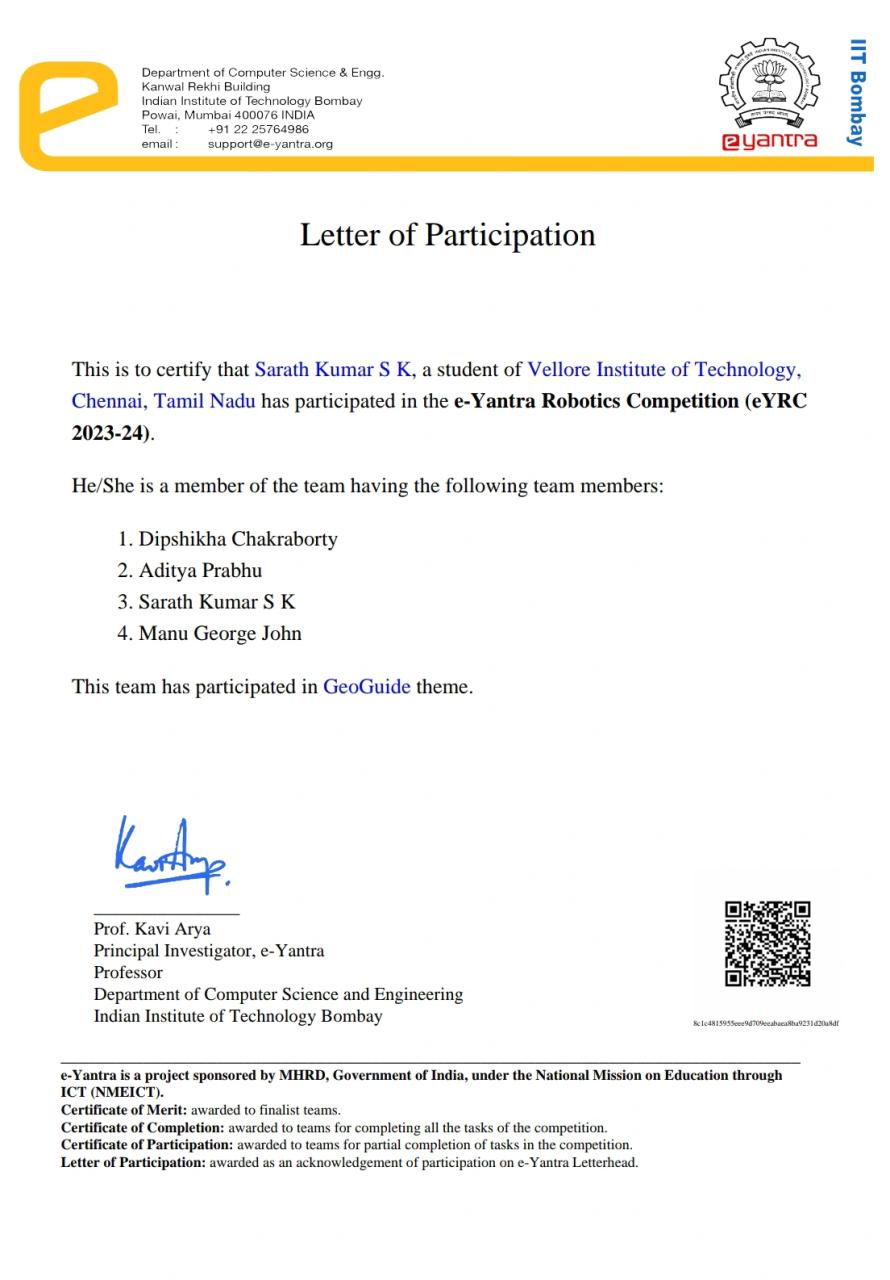 Department of Computer Science & Engg.
Kanwal Rekhi Building
Indian Institute of Technology Bombay
Powai, Mumbai 400076 INDIA
Tel. : +91 22 25764986
email : support@e-yantra.org
eyantra
IIT Bombay
Letter of Participation
This is to certify that Sarath Kumar S K, a student of Vellore Institute of Technology,
Chennai, Tamil Nadu has participated in the e-Yantra Robotics Competition (eYRC
2023-24).
He/She is a member of the team having the following team members:
1. Dipshikha Chakraborty
2. Aditya Prabhu
3. Sarath Kumar S K
4. Manu George John
This team has participated in GeoGuide theme.
Prof. Kavi Arya
Principal Investigator, e-Yantra
Professor
Department of Computer Science and Engineering
Indian Institute of Technology Bombay
e-Yantra is a project sponsored by MHRD, Government of India, under the National Mission on Education through
ICT (NMEICT).
Certificate of Merit: awarded to finalist teams.
Certificate of Completion: awarded to teams for completing all the tasks of the competition.
Certificate of Participation: awarded to teams for partial completion of tasks in the competition.
Letter of Participation: awarded as an acknowledgement of participation on e-Yantra Letterhead.